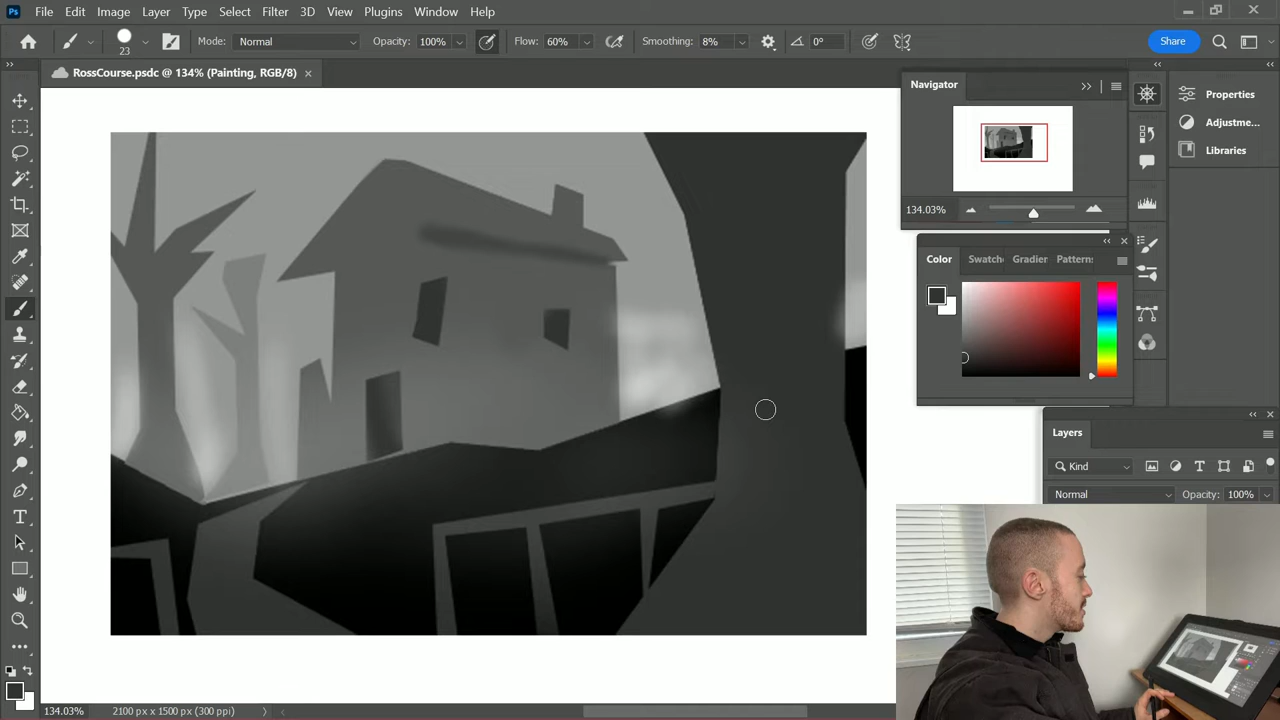 Ps File Edit Image Layer Type Select Filter 3D View Plugins Window Help
23 Mode: Normal Opacity: 100% Flow: 60% Smoothing: 8% 0° Share
RossCourse.psdc @ 134% (Painting, RGB/8)
Navigator
Properties
Adjustme...
Libraries
134.03%
Color Swatch Gradier Pattern
Layers
Kind
Normal Opacity: 100%
134.03% 2100 px x 1500 px (300 ppi)